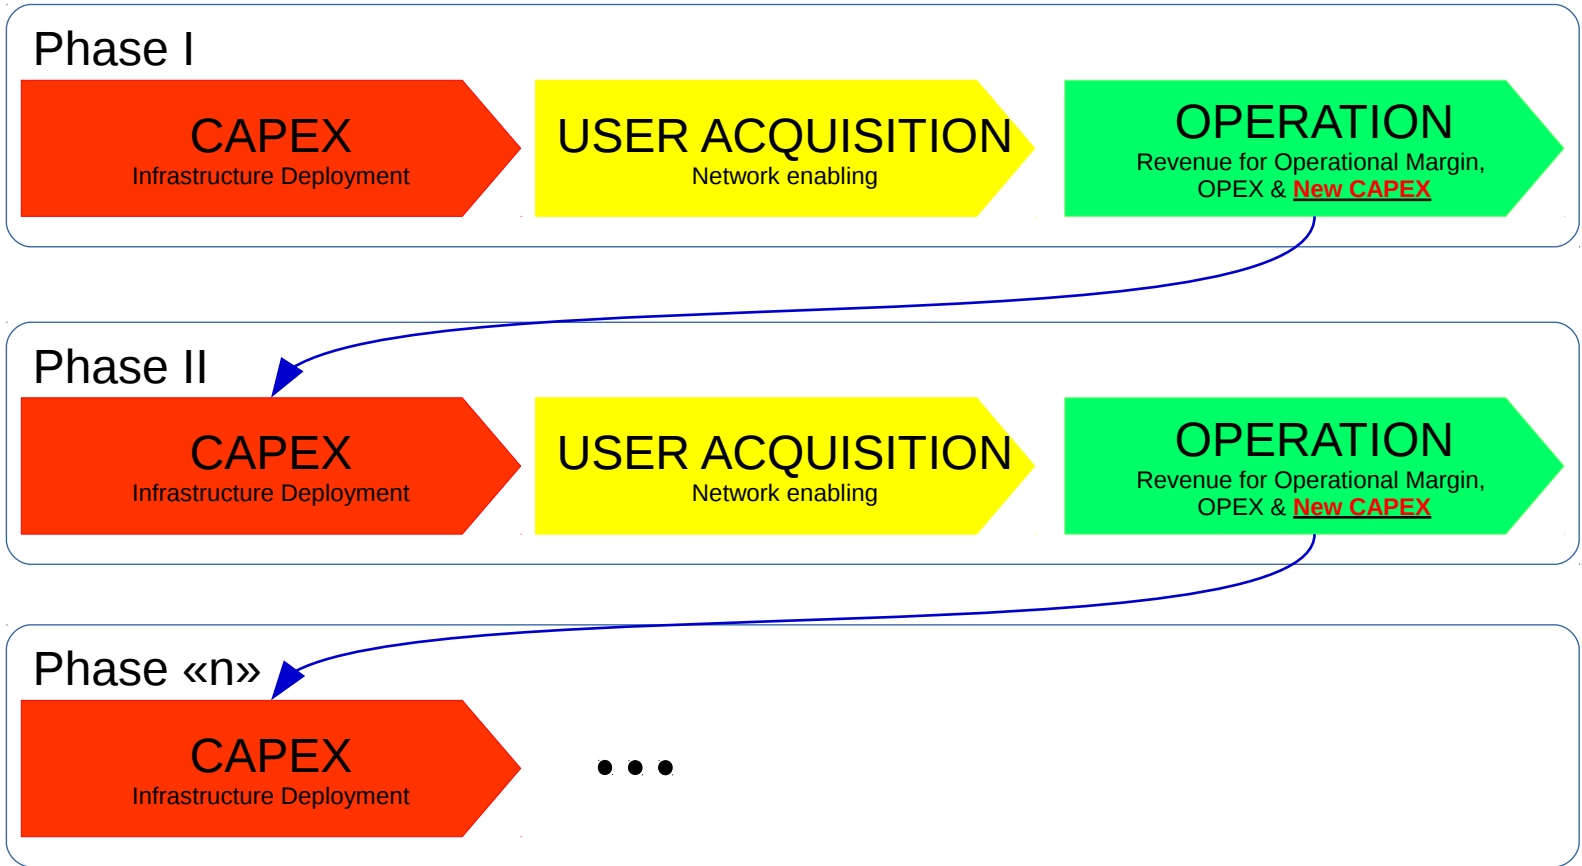 Phase I
CAPEX
Infrastructure Deployment
USER ACQUISITION
Network enabling
OPERATION
Revenue for Operational Margin,
OPEX & New CAPEX
Phase II
CAPEX
Infrastructure Deployment
USER ACQUISITION
Network enabling
OPERATION
Revenue for Operational Margin,
OPEX & New CAPEX
Phase «n»
CAPEX
Infrastructure Deployment
...